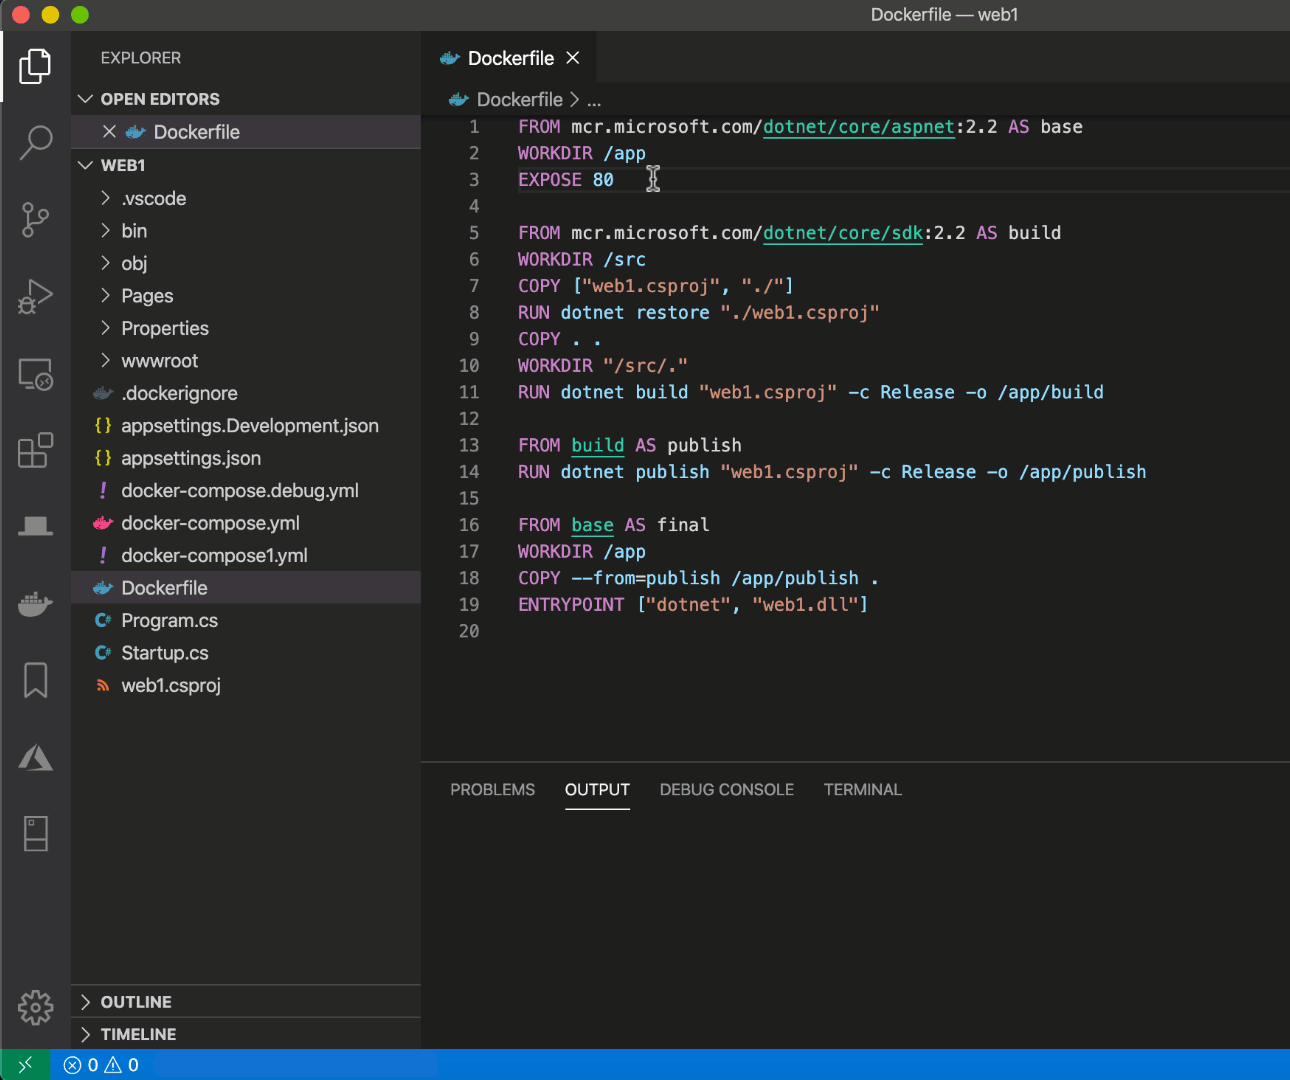 Dockerfile — web1
EXPLORER
OPEN EDITORS
Dockerfile
WEB1
.vscode
bin
obj
Pages
Properties
wwwroot
.dockerignore
{} appsettings.Development.json
{} appsettings.json
! docker-compose.debug.yml
docker-compose.yml
! docker-compose1.yml
Dockerfile
C# Program.cs
C# Startup.cs
web1.csproj
OUTLINE
TIMELINE
Dockerfile
Dockerfile > ...
1 FROM mcr.microsoft.com/dotnet/core/aspnet:2.2 AS base
2 WORKDIR /app
3 EXPOSE 80
4
5 FROM mcr.microsoft.com/dotnet/core/sdk:2.2 AS build
6 WORKDIR /src
7 COPY ["web1.csproj", "./"]
8 RUN dotnet restore "./web1.csproj"
9 COPY . .
10 WORKDIR "/src/."
11 RUN dotnet build "web1.csproj" -c Release -o /app/build
12
13 FROM build AS publish
14 RUN dotnet publish "web1.csproj" -c Release -o /app/publish
15
16 FROM base AS final
17 WORKDIR /app
18 COPY --from=publish /app/publish .
19 ENTRYPOINT ["dotnet", "web1.dll"]
20
PROBLEMS OUTPUT DEBUG CONSOLE TERMINAL
0 0